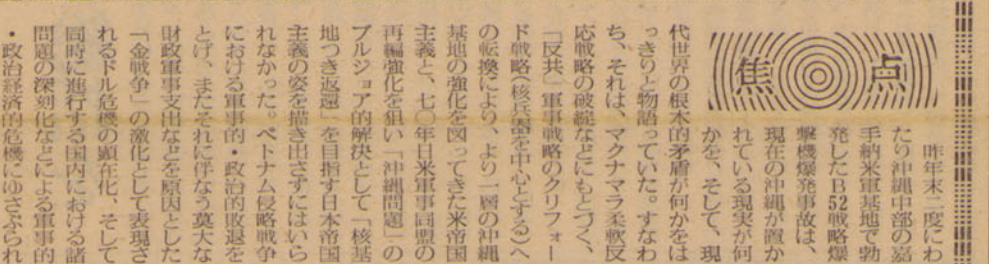 焦点
昨年末二度にわ
たり沖縄中部の嘉
手納米軍基地で勃
発したB52戦略爆
撃機爆発事故は、
現在の沖縄が置か
れている現実が何
かを、そして、現
代世界の根本的矛盾が何かをは
っきりと物語っていた。すなわ
ち、それは、マクナマラ柔軟反
応戦略の破綻などにもとづく、
「反共」軍事戦略のクリフォー
ド戦略(核兵器を中心とする)へ
の転換により、より一層の沖縄
基地の強化を図ってきた米帝国
主義と、七〇年日米軍事同盟の
再編強化を狙い「沖縄問題」の
ブルジョア的解決として「核基
地つき返還」を目指す日本帝国
主義の姿を描き出さずにはいら
れなかった。ベトナム侵略戦争
における軍事的・政治的敗退を
とげ、またそれに伴なう莫大な
財政軍事支出などを原因とした
「金戦争」の激化として表現さ
れるドル危機の顕在化、そして
同時に進行する国内における諸
問題の深刻化などによる軍事的
・政治経済的危機にゆさぶられ